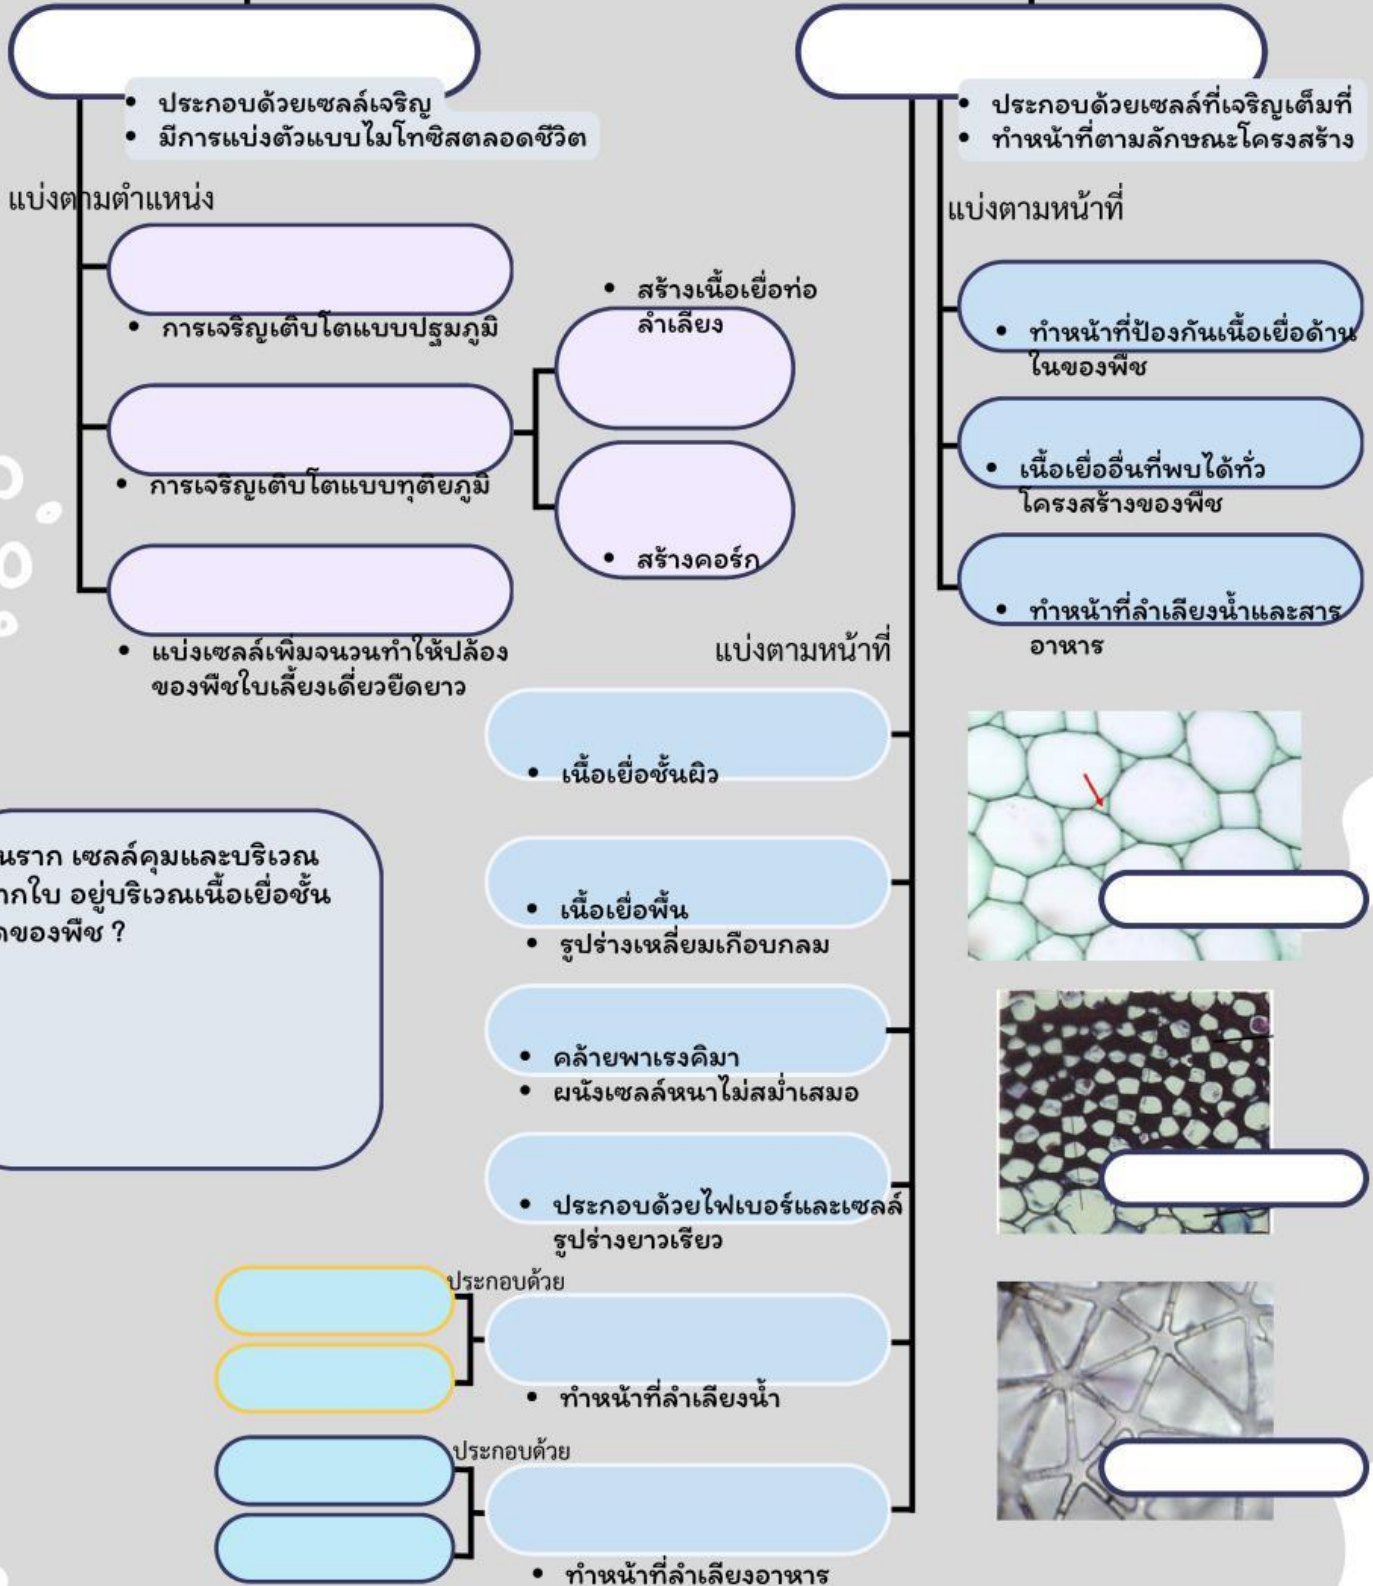 ประกอบด้วยเซลล์เจริญ
มีการแบ่งตัวแบบไมโทซิสตลอดชีวิต
แบ่งตามตำแหน่ง
การเจริญเติบโตแบบปฐมภูมิ
การเจริญเติบโตแบบทุติยภูมิ
สร้างเนื้อเยื่อท่อ
ลำเลียง
สร้างคอร์ก
แบ่งเซลล์เพิ่มจนวนทำให้ปล้อง
ของพืชใบเลี้ยงเดี่ยวยืดยาว
ประกอบด้วยเซลล์ที่เจริญเต็มที่
ทำหน้าที่ตามลักษณะโครงสร้าง
แบ่งตามหน้าที่
ทำหน้าที่ป้องกันเนื้อเยื่อด้าน
ในของพืช
เนื้อเยื่ออื่นที่พบได้ทั่ว
โครงสร้างของพืช
ทำหน้าที่ลำเลียงน้ำและสาร
อาหาร
แบ่งตามหน้าที่
เนื้อเยื่อชั้นผิว
เนื้อเยื่อพื้น
รูปร่างเหลี่ยมเกือบกลม
คล้ายพาเรงคิมา
ผนังเซลล์หนาไม่สม่ำเสมอ
ประกอบด้วยไฟเบอร์และเซลล์
รูปร่างยาวเรียว
ประกอบด้วย
ทำหน้าที่ลำเลียงน้ำ
ประกอบด้วย
ทำหน้าที่ลำเลียงอาหาร
นราก เซลล์คุมและบริเวณ
ากใบ อยู่บริเวณเนื้อเยื่อชั้น
ดของพืช ?